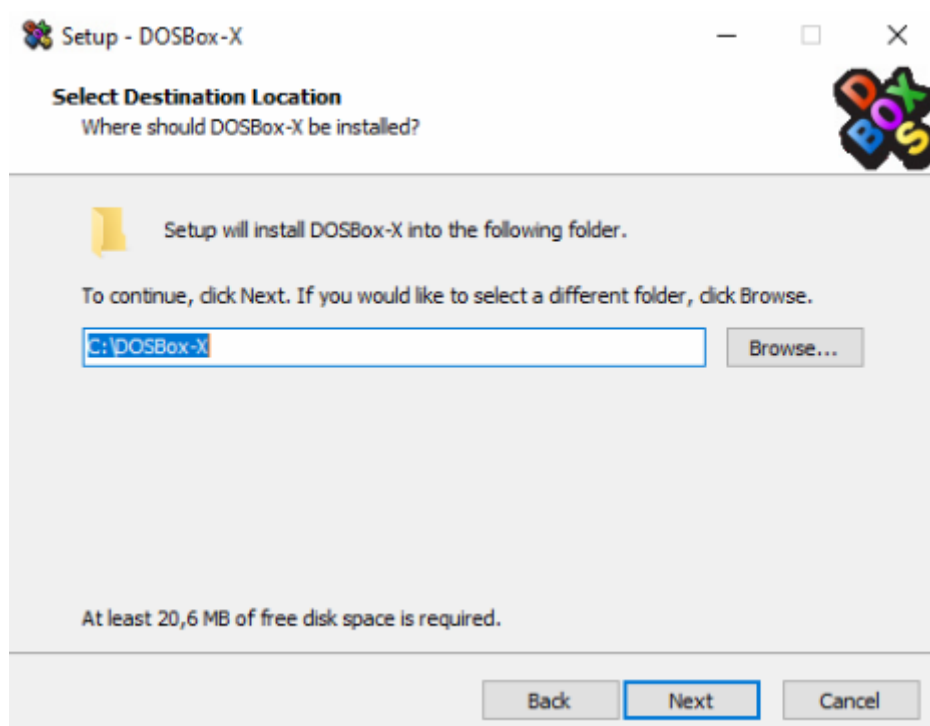 Setup - DOSBox-X
Select Destination Location
Where should DOSBox-X be installed?
DOS
BOX
Setup will install DOSBox-X into the following folder.
To continue, click Next. If you would like to select a different folder, click Browse.
C:\DOSBox-X
Browse...
At least 20,6 MB of free disk space is required.
Back
Next
Cancel